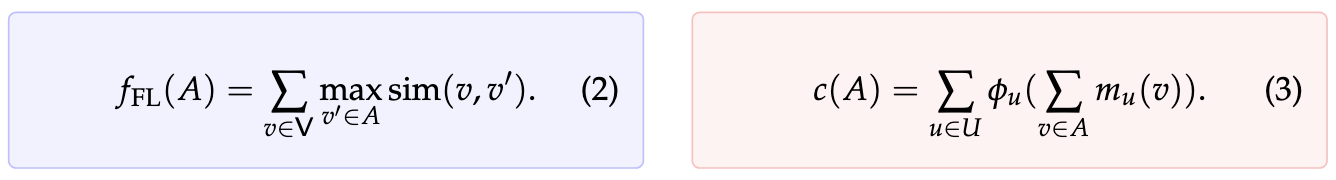 f_FL(A) = ∑_{v∈V} max_{v′∈A} sim(v, v′). (2)
c(A) = ∑_{u∈U} ϕ_u(∑_{v∈A} m_u(v)). (3)